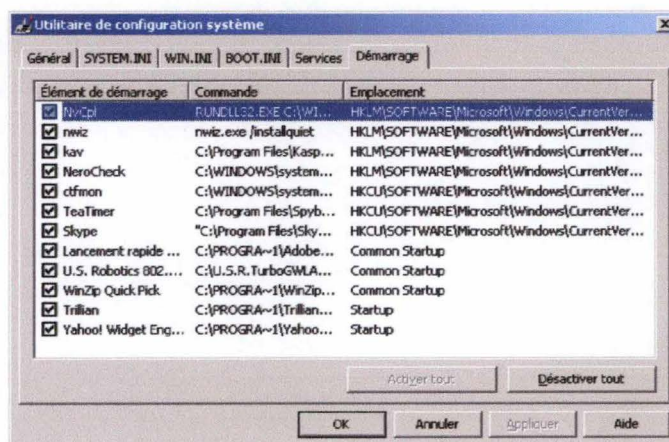 Utilitaire de configuration système
Général SYSTEM.INI WIN.INI BOOT.INI Services Démarrage
Élément de démarrage Commande Emplacement
NvCpl RUNDLL32.EXE C:\WI... HKLM\SOFTWARE\Microsoft\Windows\CurrentVer...
nwiz nwiz.exe /installquiet HKLM\SOFTWARE\Microsoft\Windows\CurrentVer...
kav C:\Program Files\Kasp... HKLM\SOFTWARE\Microsoft\Windows\CurrentVer...
NeroCheck C:\WINDOWS\system... HKLM\SOFTWARE\Microsoft\Windows\CurrentVer...
ctfmon C:\WINDOWS\system... HKCU\SOFTWARE\Microsoft\Windows\CurrentVer...
TeaTimer C:\Program Files\Spyb... HKCU\SOFTWARE\Microsoft\Windows\CurrentVer...
Skype "C:\Program Files\Sky... HKCU\SOFTWARE\Microsoft\Windows\CurrentVer...
Lancement rapide ... C:\PROGRA~1\Adobe... Common Startup
U.S. Robotics 802.... C:\U.S.R.TurboGWLA... Common Startup
WinZip Quick Pick C:\PROGRA~1\WinZip... Common Startup
Trillian C:\PROGRA~1\Trillian... Startup
Yahoo! Widget Eng... C:\PROGRA~1\Yahoo... Startup
Activer tout Désactiver tout
OK Annuler Appliquer Aide